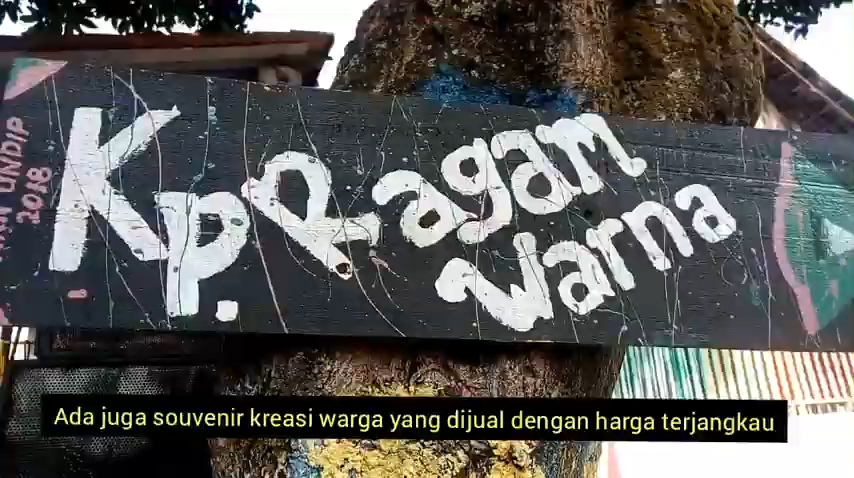 UNDIP
2018
Kp. Ragam
Warna
Ada juga souvenir kreasi warga yang dijual dengan harga terjangkau